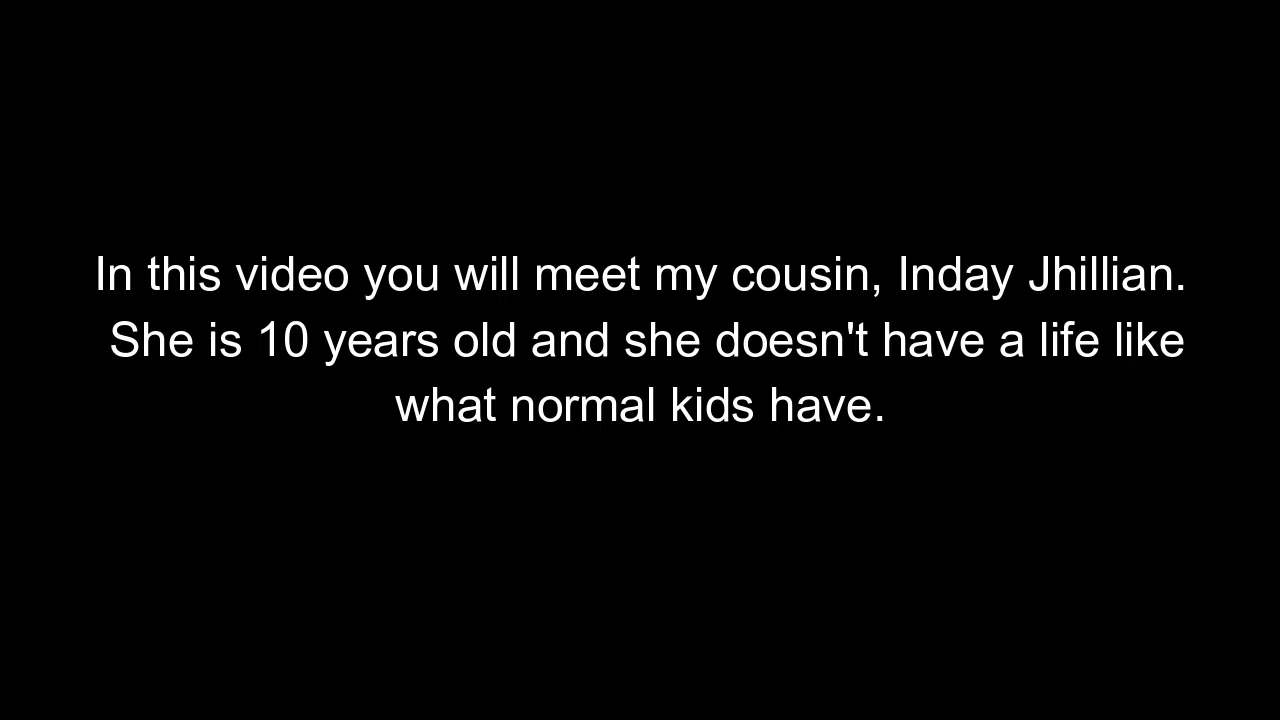 In this video you will meet my cousin, Inday Jhillian.
She is 10 years old and she doesn't have a life like
what normal kids have.